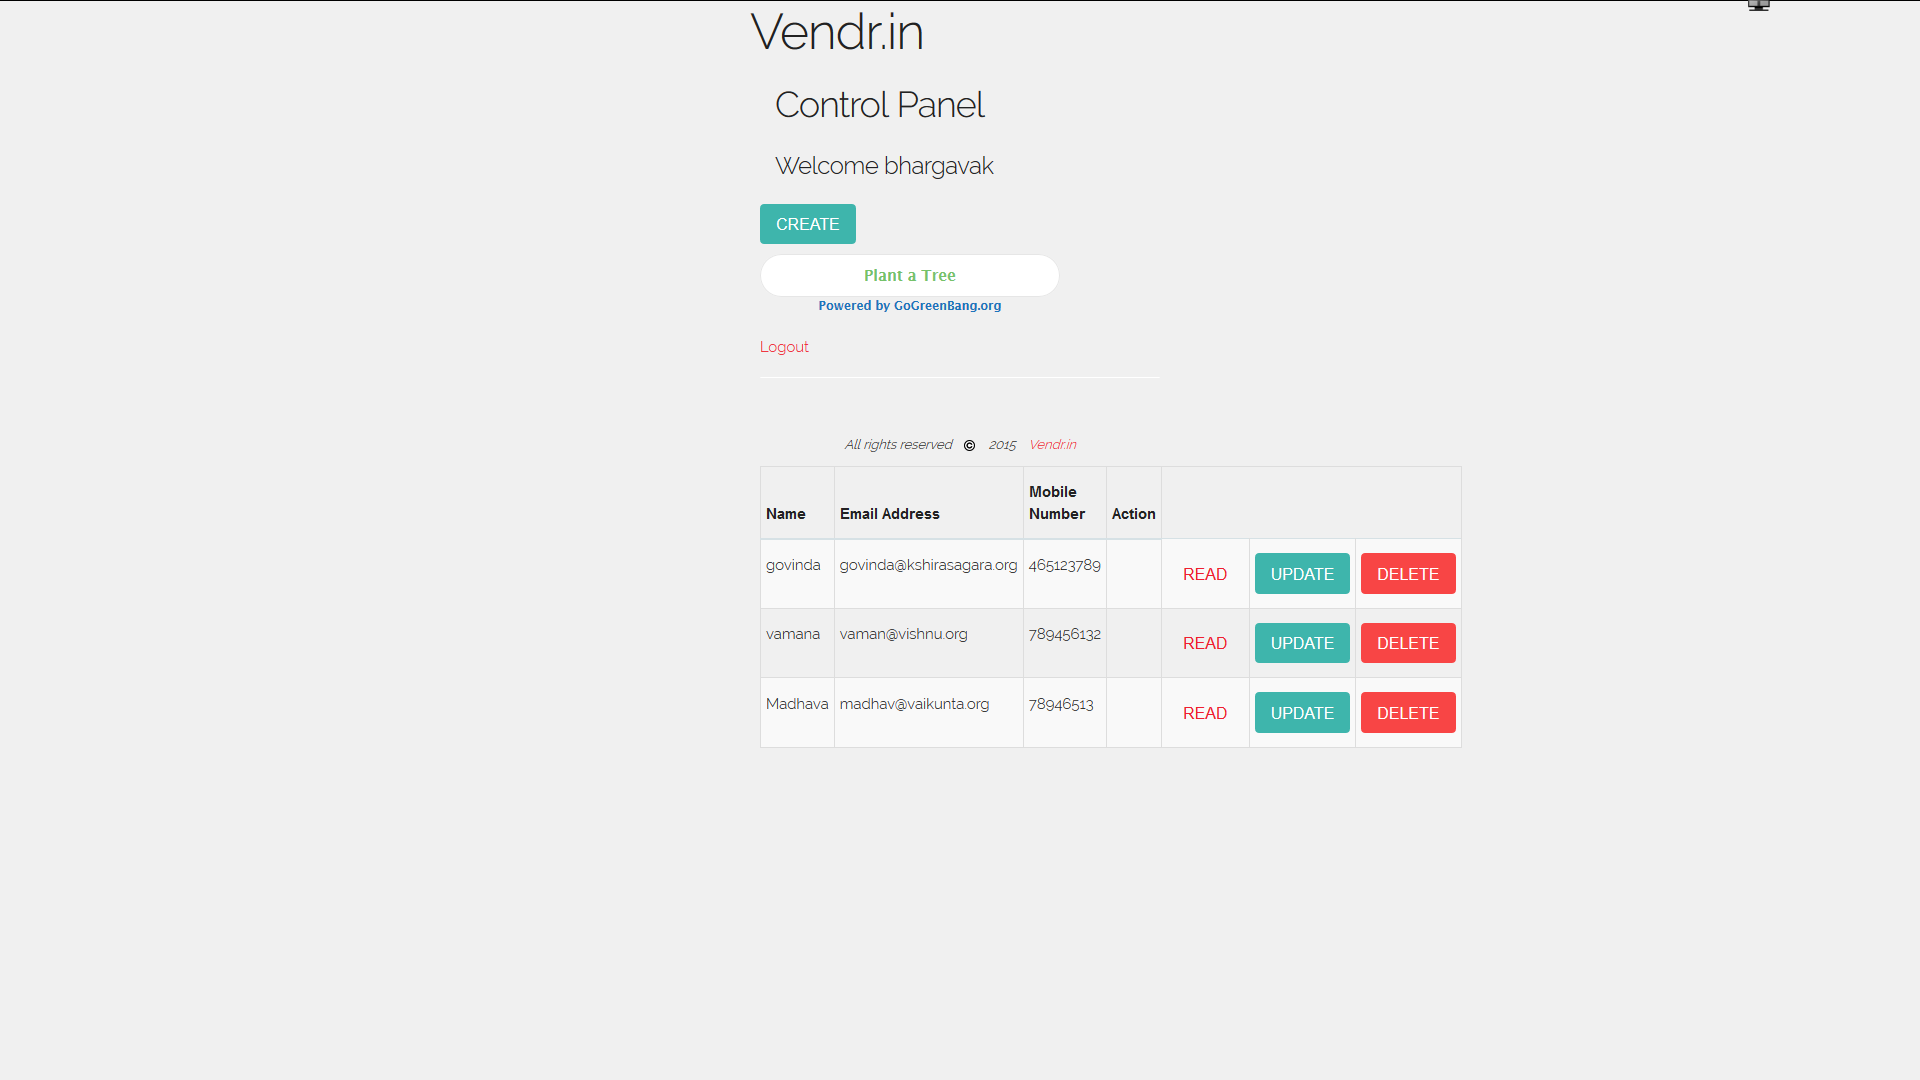 Vendr.in
Control Panel
Welcome bhargavak
CREATE
Plant a Tree
Powered by GoGreenBang.org
Logout
All rights reserved © 2015 Vendr.in
Name Email Address Mobile Number Action
govinda govinda@kshirasagara.org 465123789 READ UPDATE DELETE
vamana vaman@vishnu.org 789456132 READ UPDATE DELETE
Madhava madhav@vaikunta.org 78946513 READ UPDATE DELETE